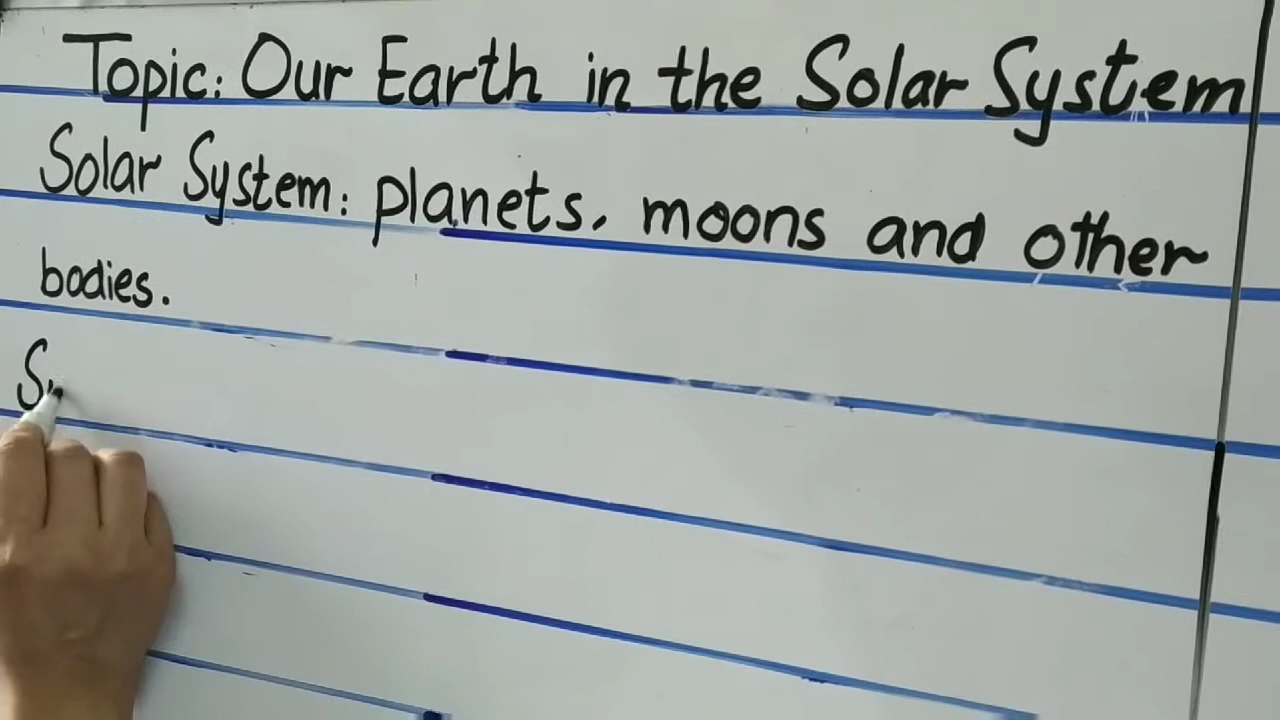 Topic: Our Earth in the Solar System
Solar System: planets, moons and other
bodies.